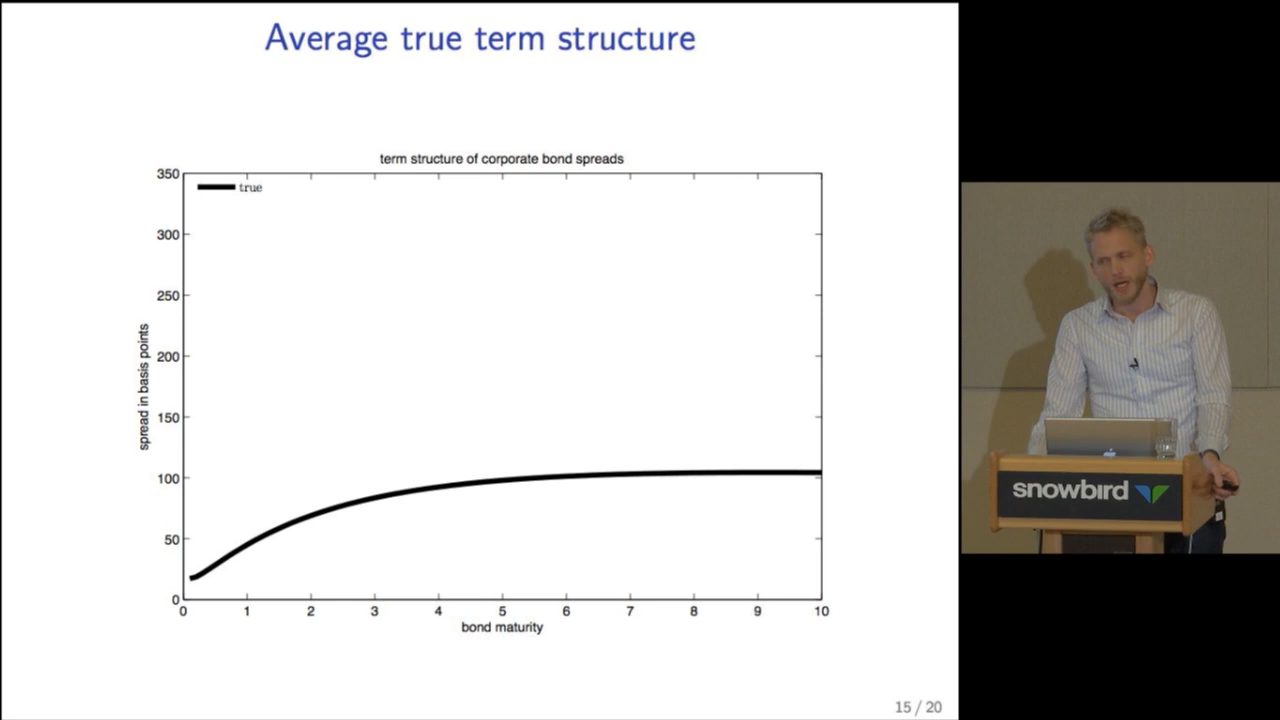 Average true term structure
term structure of corporate bond spreads
350
true
300
250
200
150
100
50
0
spread in basis points
0 1 2 3 4 5 6 7 8 9 10
bond maturity
15 / 20
snowbird